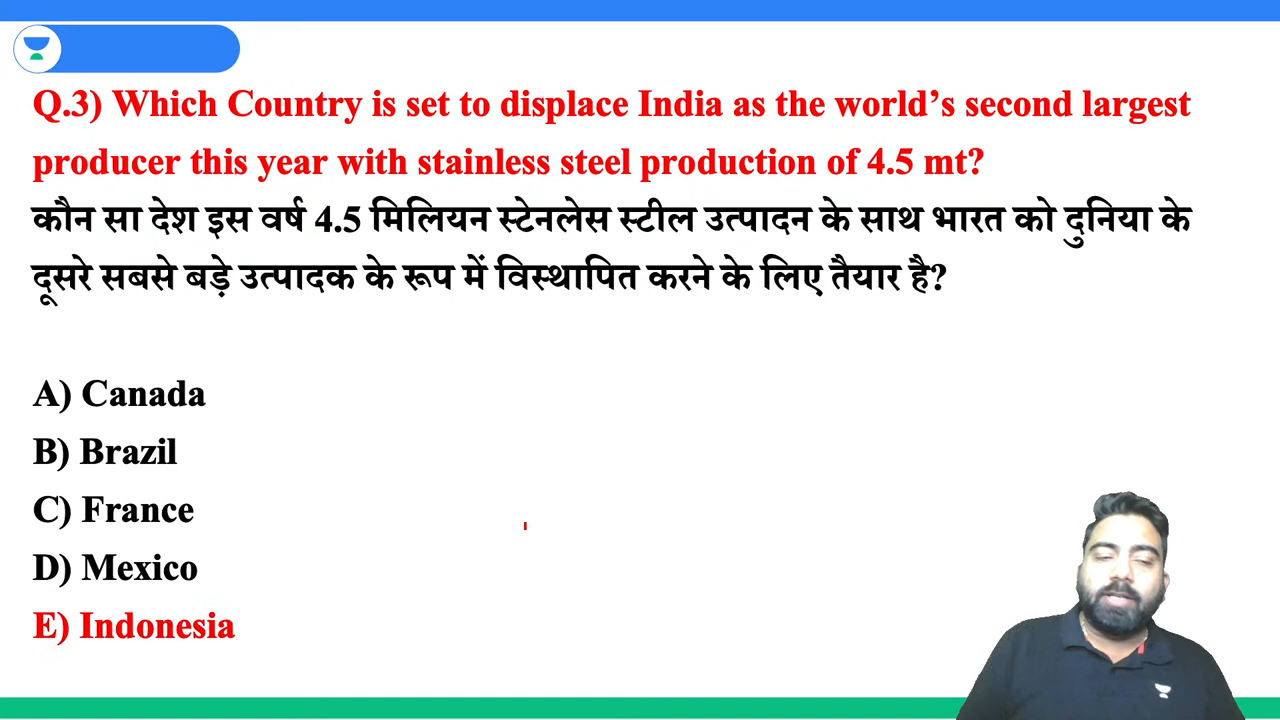 Q.3) Which Country is set to displace India as the world’s second largest
producer this year with stainless steel production of 4.5 mt?
कौन सा देश इस वर्ष 4.5 मिलियन स्टेनलेस स्टील उत्पादन के साथ भारत को दुनिया के
दूसरे सबसे बड़े उत्पादक के रूप में विस्थापित करने के लिए तैयार है?
A) Canada
B) Brazil
C) France
D) Mexico
E) Indonesia